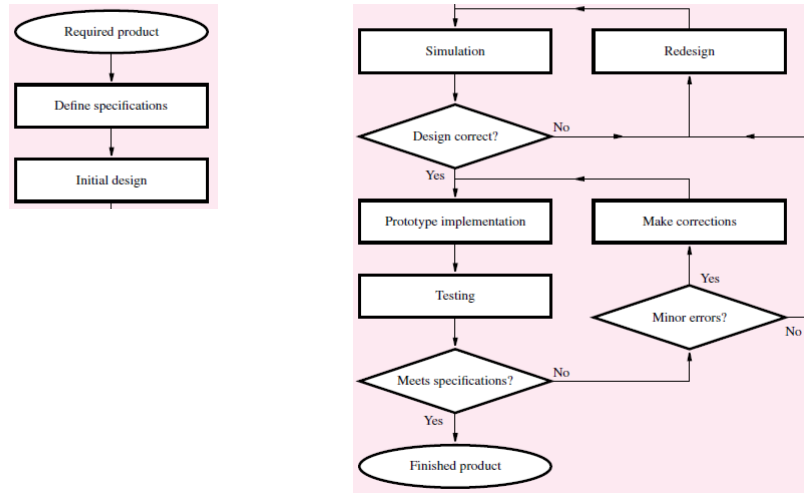 Required product
Define specifications
Initial design
Simulation
Redesign
Design correct?
No
Yes
Prototype implementation
Make corrections
Testing
Yes
Minor errors?
No
Meets specifications?
No
Yes
Finished product